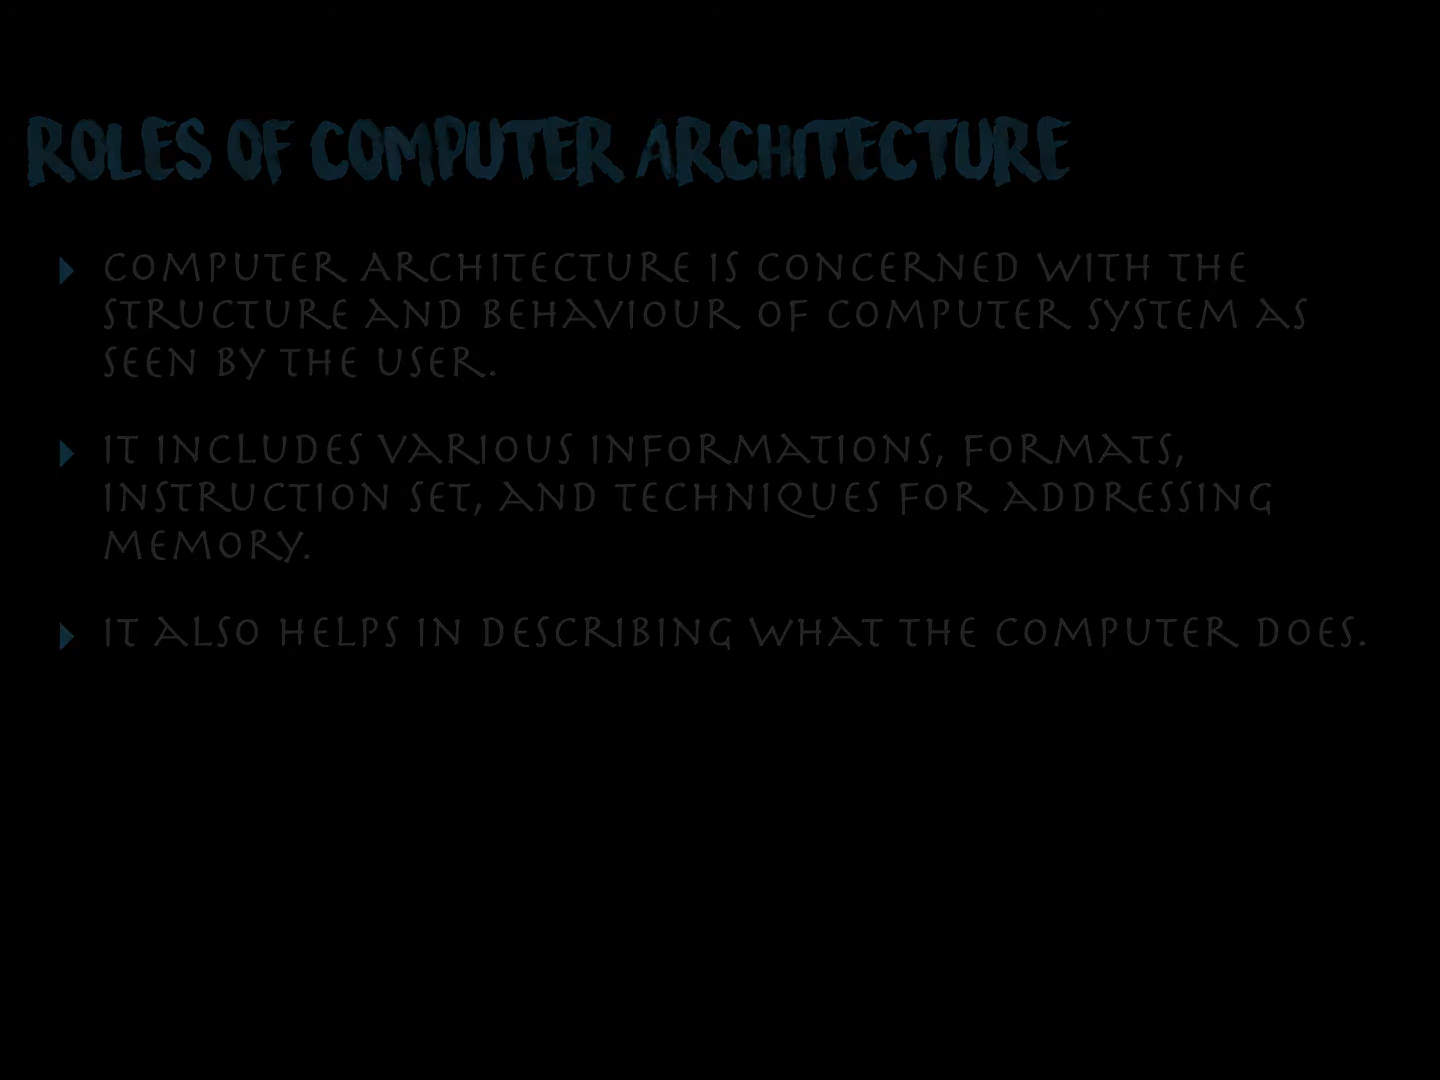 ROLES OF COMPUTER ARCHITECTURE
COMPUTER ARCHITECTURE IS CONCERNED WITH THE
STRUCTURE AND BEHAVIOUR OF COMPUTER SYSTEM AS
SEEN BY THE USER.
IT INCLUDES VARIOUS INFORMATIONS, FORMATS,
INSTRUCTION SET, AND TECHNIQUES FOR ADDRESSING
MEMORY.
IT ALSO HELPS IN DESCRIBING WHAT THE COMPUTER DOES.